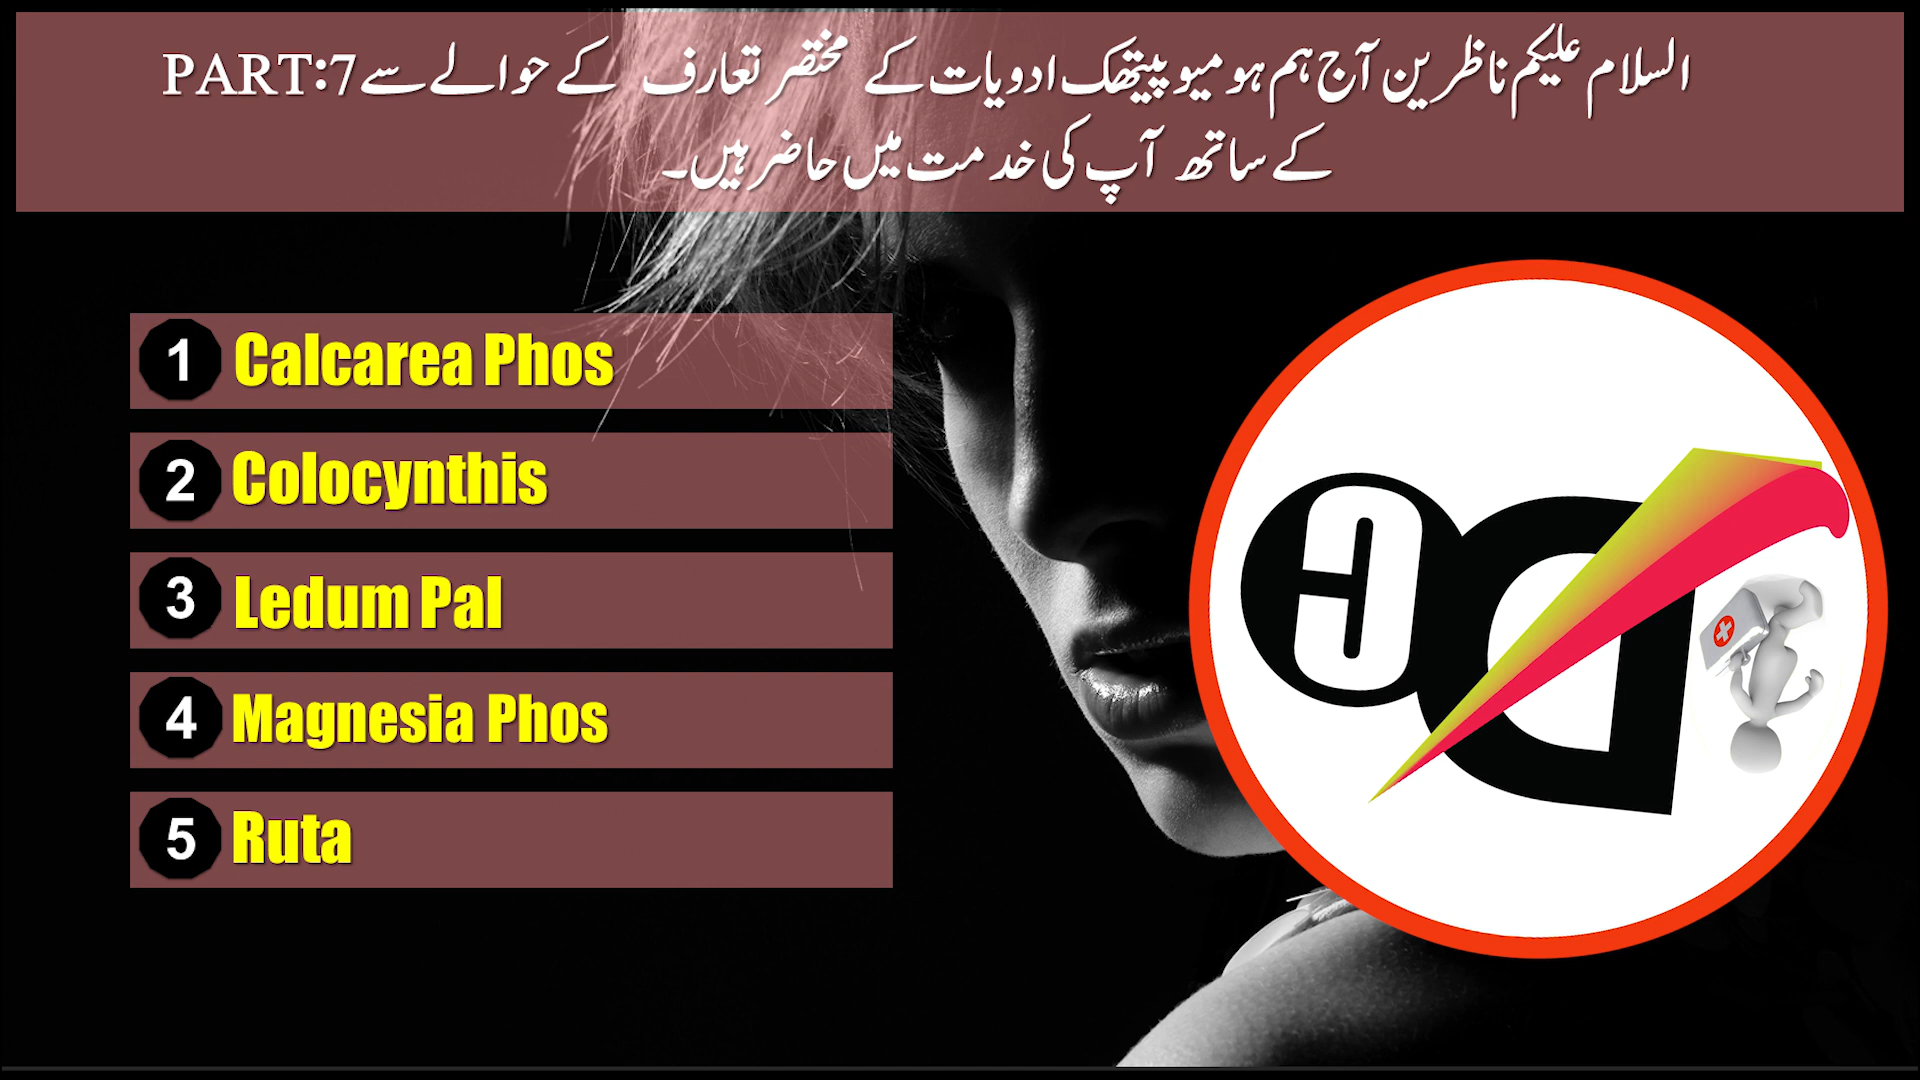 السلام علیکم ناظرین آج ہم ہومیوپیتھک ادویات کے مختصر تعارف کے حوالے سے PART:7
کے ساتھ آپ کی خدمت میں حاضر ہیں۔
1 Calcarea Phos
2 Colocynthis
3 Ledum Pal
4 Magnesia Phos
5 Ruta